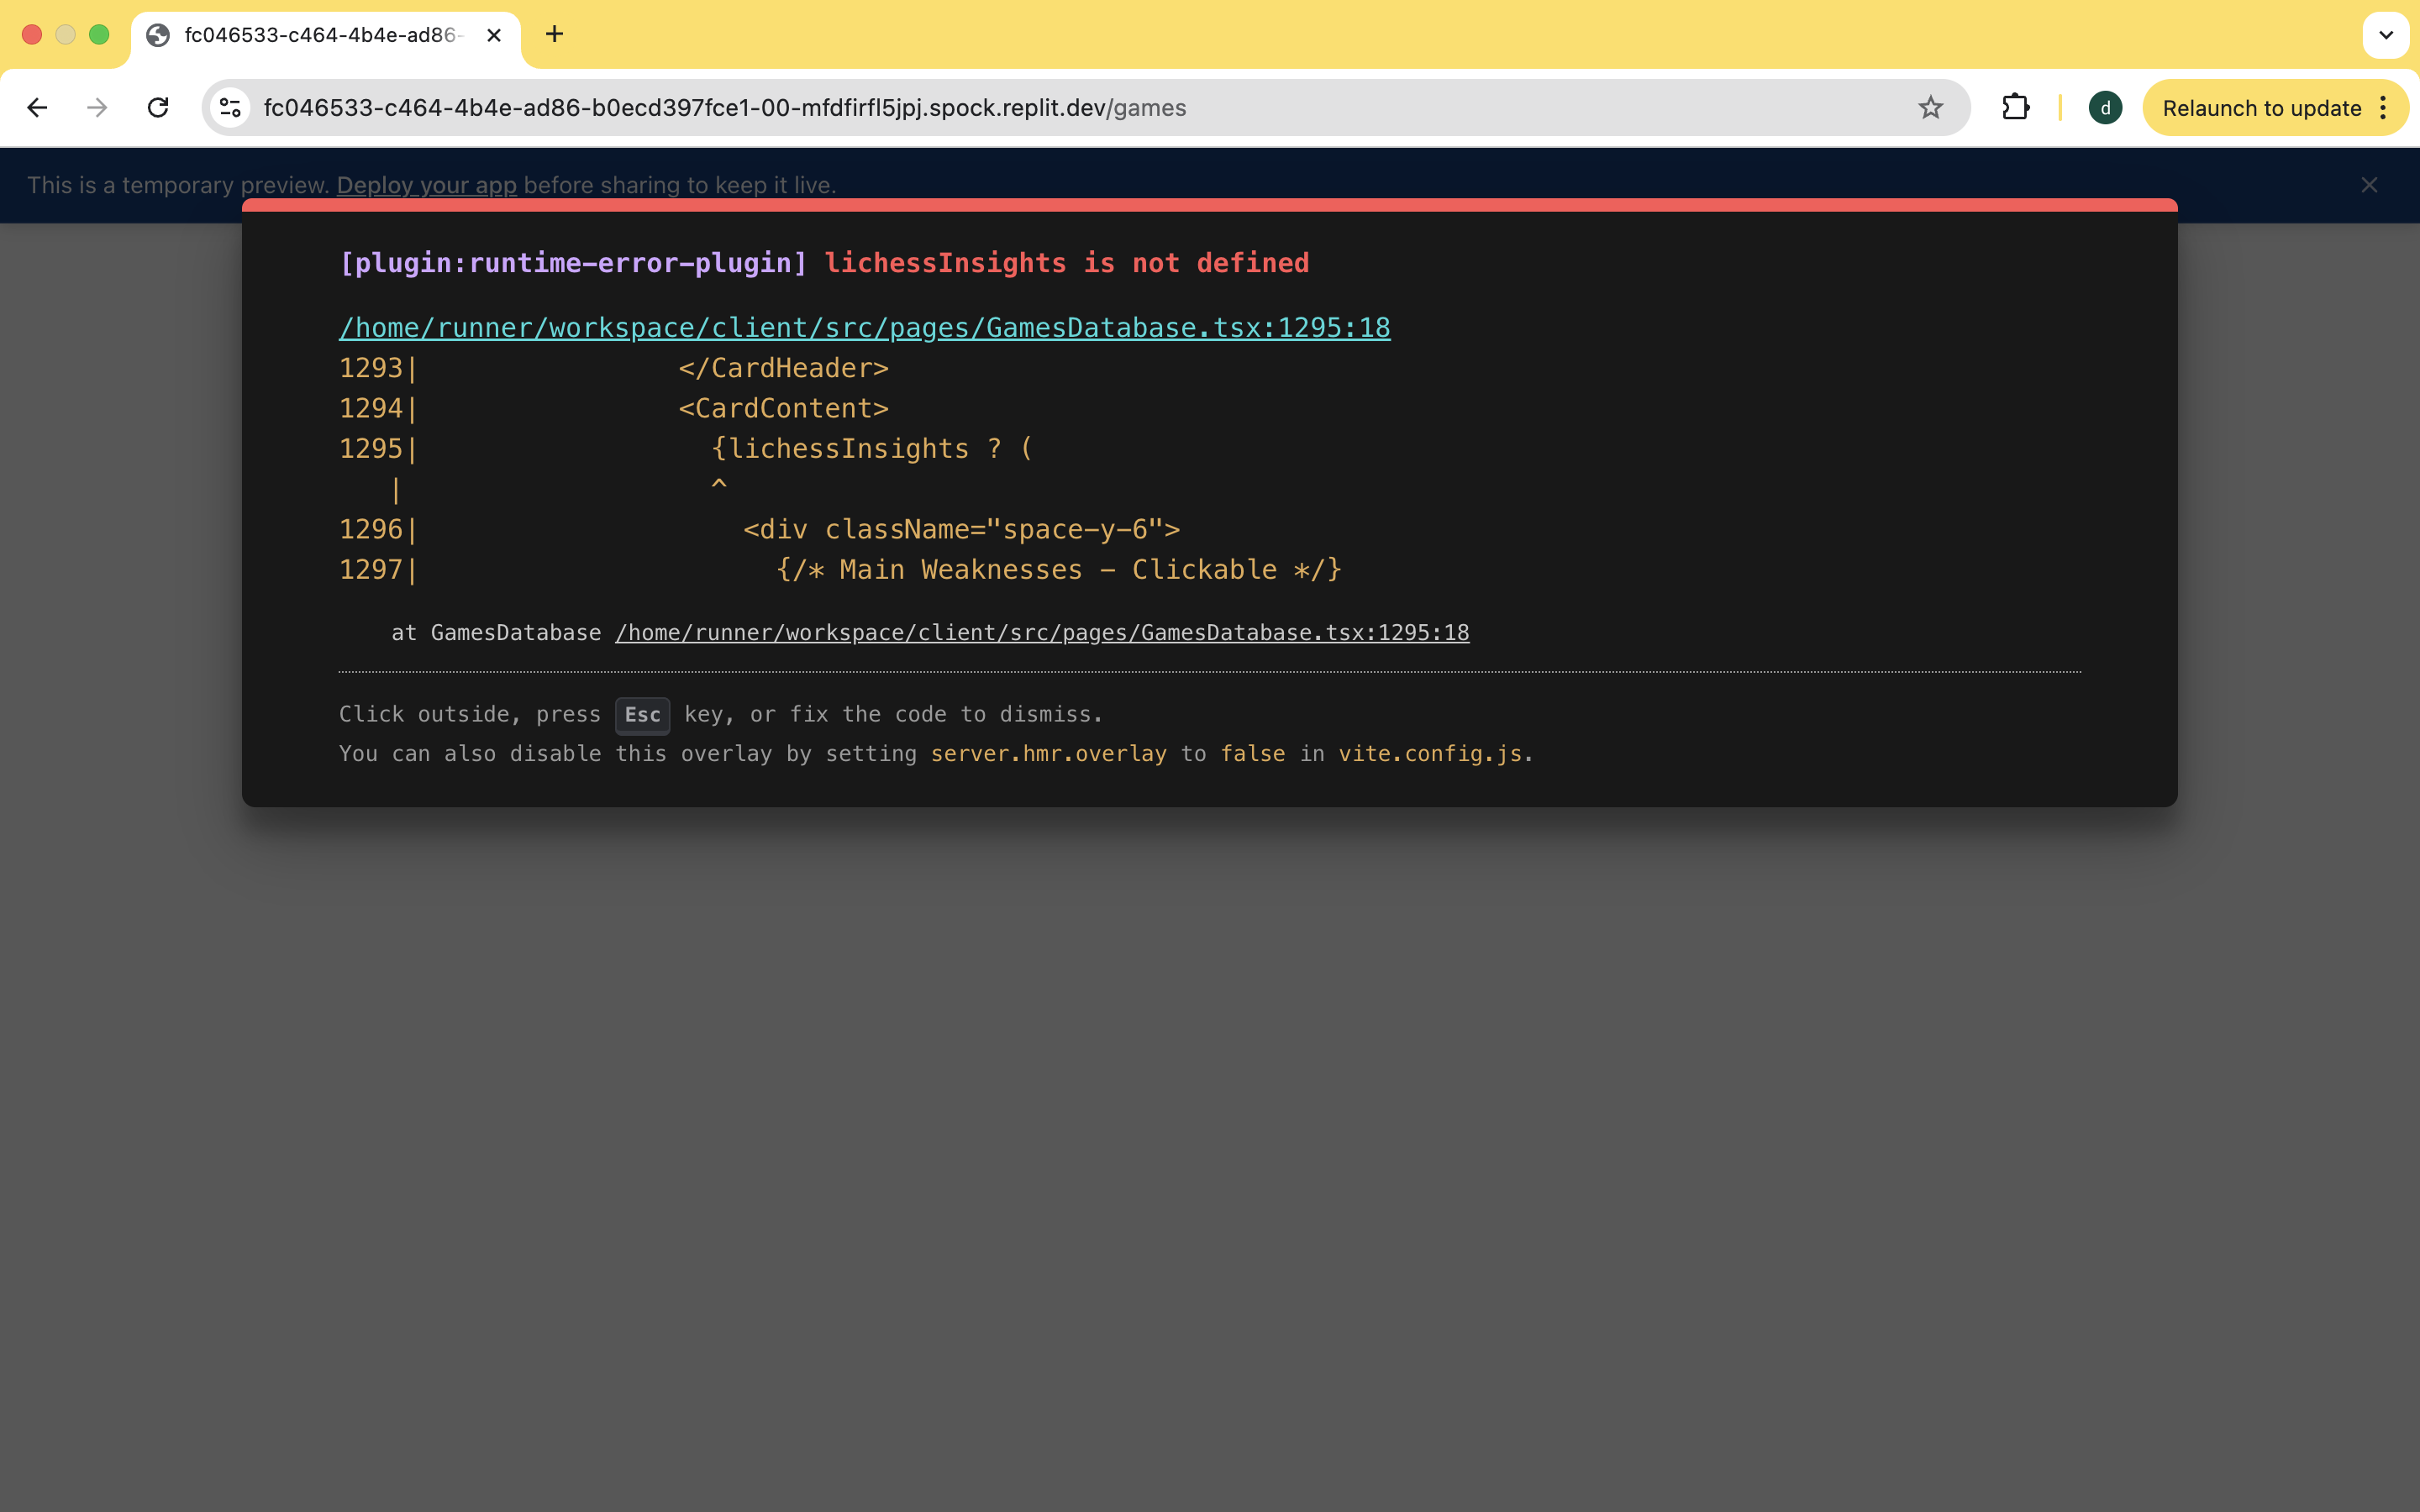 fc046533-c464-4b4e-ad86-
fc046533-c464-4b4e-ad86-b0ecd397fce1-00-mfdfirfl5jpj.spock.replit.dev/games
d
Relaunch to update
This is a temporary preview. Deploy your app before sharing to keep it live.
[plugin:runtime-error-plugin] lichessInsights is not defined
/home/runner/workspace/client/src/pages/GamesDatabase.tsx:1295:18
1293|                </CardHeader>
1294|                <CardContent>
1295|                  {lichessInsights ? (
   |                   ^
1296|                    <div className="space-y-6">
1297|                      {/* Main Weaknesses - Clickable */}
at GamesDatabase /home/runner/workspace/client/src/pages/GamesDatabase.tsx:1295:18
Click outside, press Esc key, or fix the code to dismiss.
You can also disable this overlay by setting server.hmr.overlay to false in vite.config.js.